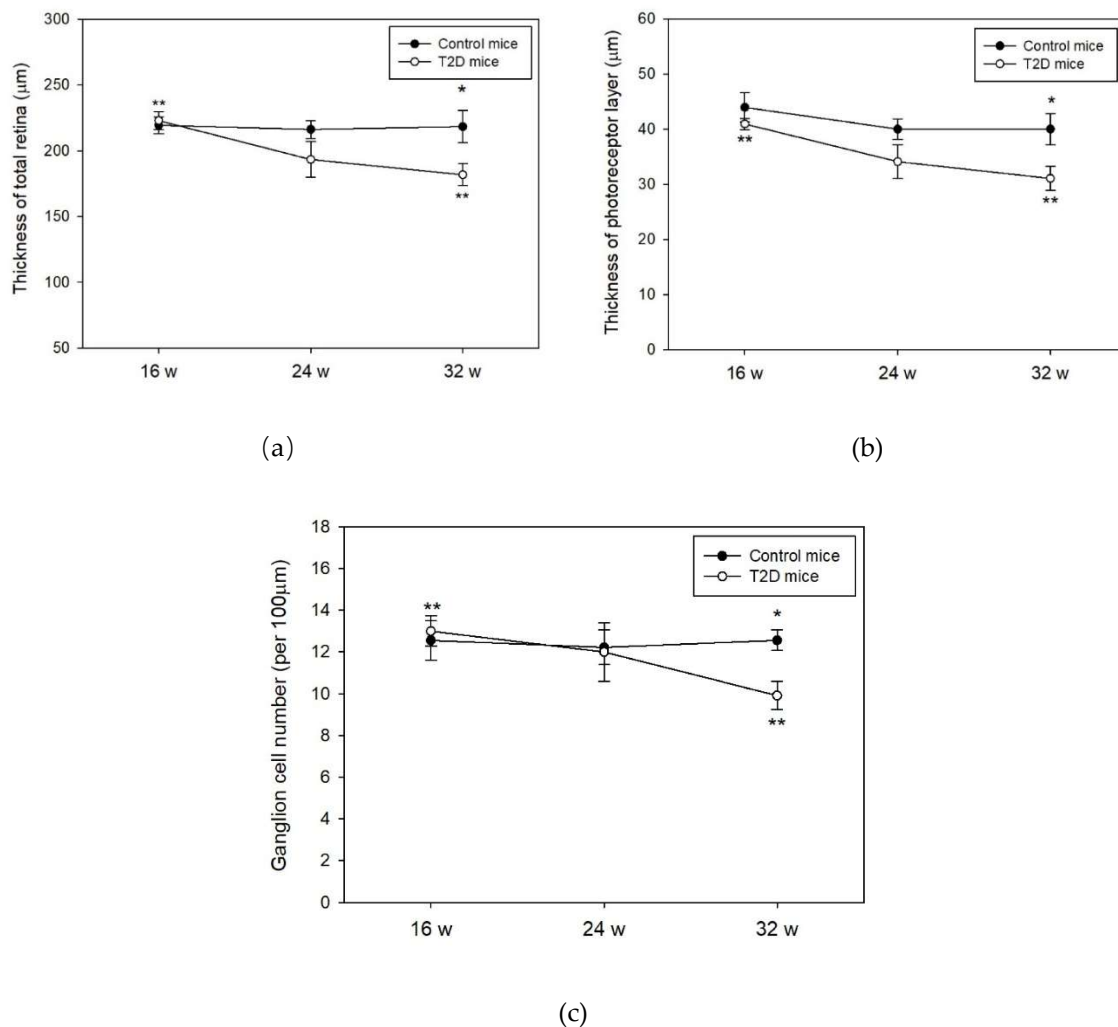 Thickness of total retina (μm)
300
250
200
150
100
50
Control mice
T2D mice
**
*
**
16 w 24 w 32 w
(a)
Thickness of photoreceptor layer (μm)
60
50
40
30
20
10
0
Control mice
T2D mice
*
**
**
16 w 24 w 32 w
(b)
Ganglion cell number (per 100μm)
18
16
14
12
10
8
6
4
2
0
Control mice
T2D mice
**
*
**
16 w 24 w 32 w
(c)